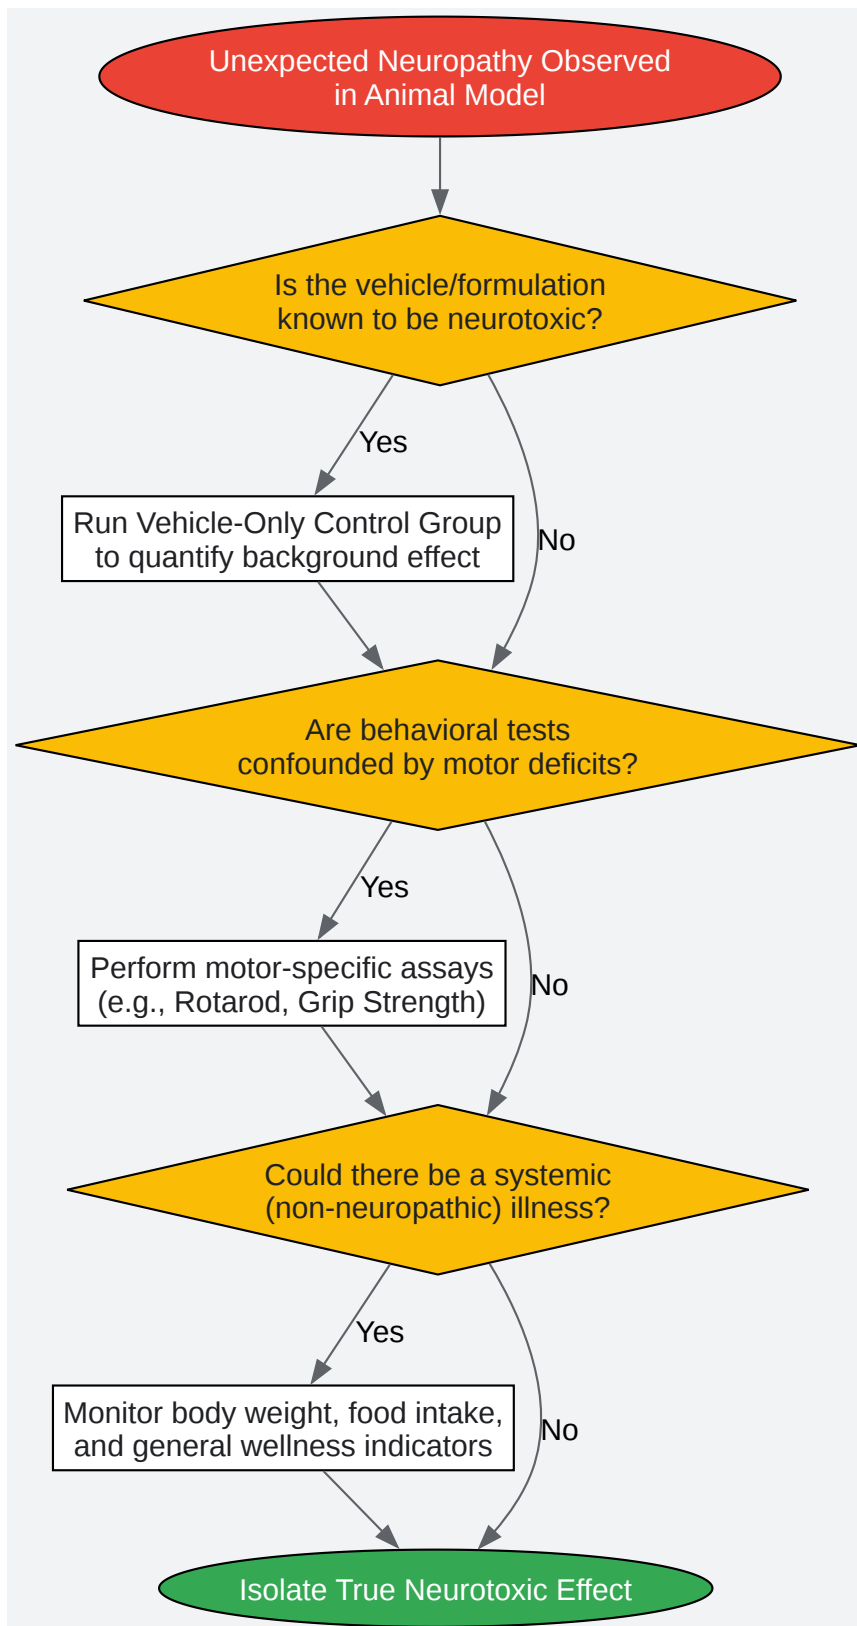 Unexpected Neuropathy Observed
in Animal Model
Is the vehicle/formulation
known to be neurotoxic?
Yes
Run Vehicle-Only Control Group
to quantify background effect
No
Are behavioral tests
confounded by motor deficits?
Yes
Perform motor-specific assays
(e.g., Rotarod, Grip Strength)
No
Could there be a systemic
(non-neuropathic) illness?
Yes
Monitor body weight, food intake,
and general wellness indicators
No
Isolate True Neurotoxic Effect